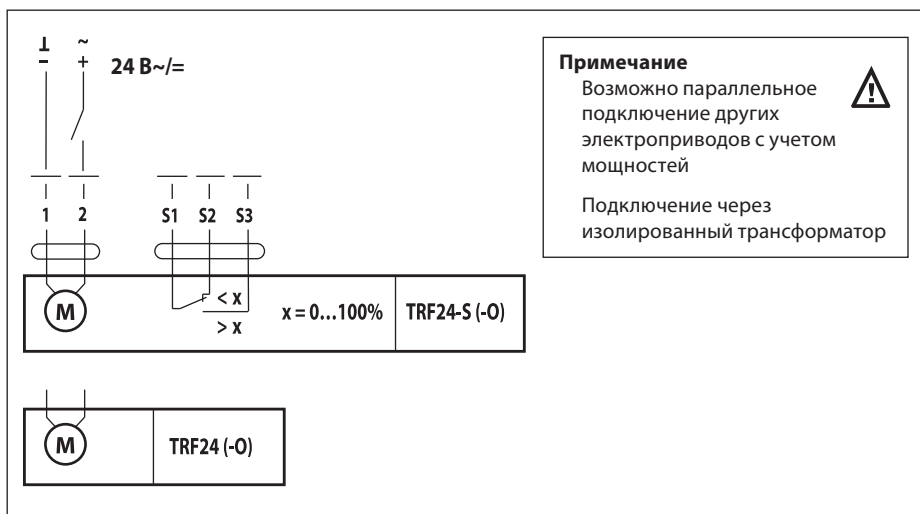 ⊥ ~
– +
24 В~/=
1 2 S1 S2 S3
M
< x
> x
x = 0...100%
TRF24-S (-O)
M
TRF24 (-O)
Примечание
Возможно параллельное
подключение других
электроприводов с учетом
мощностей
Подключение через
изолированный трансформатор